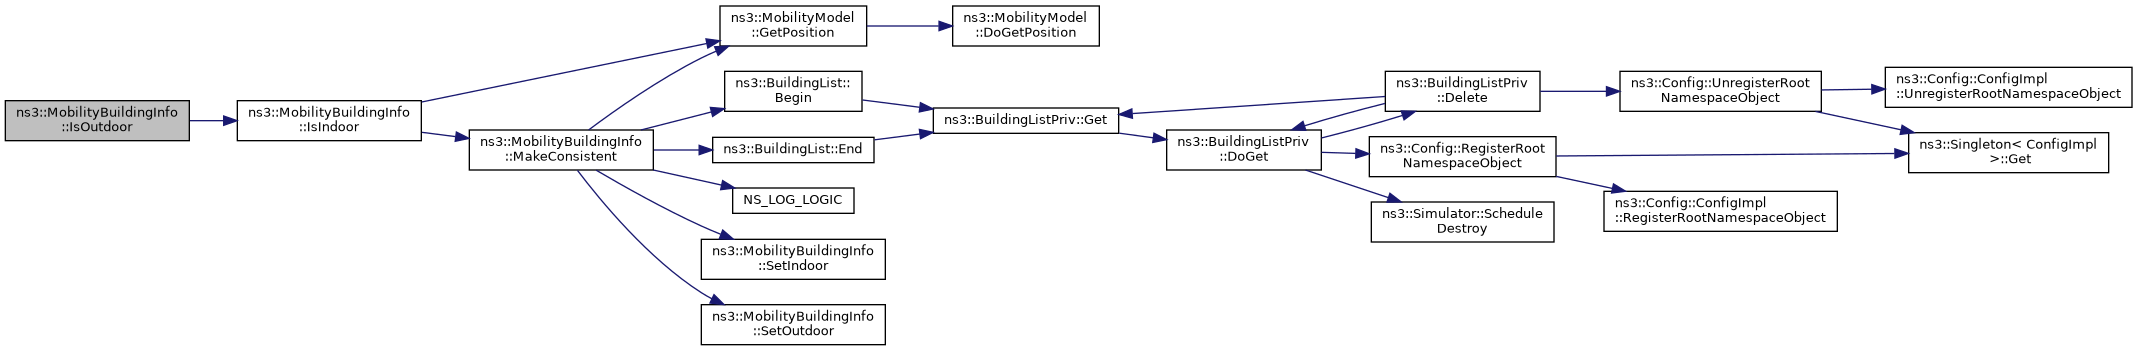 ns3::MobilityBuildingInfo
::IsOutdoor
ns3::MobilityBuildingInfo
::IsIndoor
ns3::MobilityModel
::GetPosition
ns3::MobilityModel
::DoGetPosition
ns3::MobilityBuildingInfo
::MakeConsistent
ns3::BuildingList::
Begin
ns3::BuildingList::End
NS_LOG_LOGIC
ns3::MobilityBuildingInfo
::SetIndoor
ns3::MobilityBuildingInfo
::SetOutdoor
ns3::BuildingListPriv::Get
ns3::BuildingListPriv
::DoGet
ns3::BuildingListPriv
::Delete
ns3::Config::RegisterRoot
NamespaceObject
ns3::Simulator::Schedule
Destroy
ns3::Config::UnregisterRoot
NamespaceObject
ns3::Config::ConfigImpl
::UnregisterRootNamespaceObject
ns3::Singleton< ConfigImpl
>::Get
ns3::Config::ConfigImpl
::RegisterRootNamespaceObject